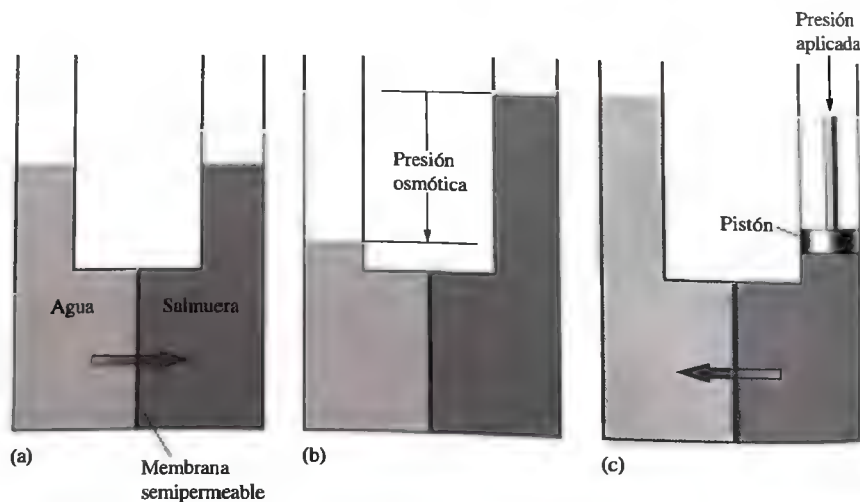 Presión
aplicada
Presión
osmótica
Pistón
Agua
Salmuera
(a)
Membrana
semipermeable
(b)
(c)